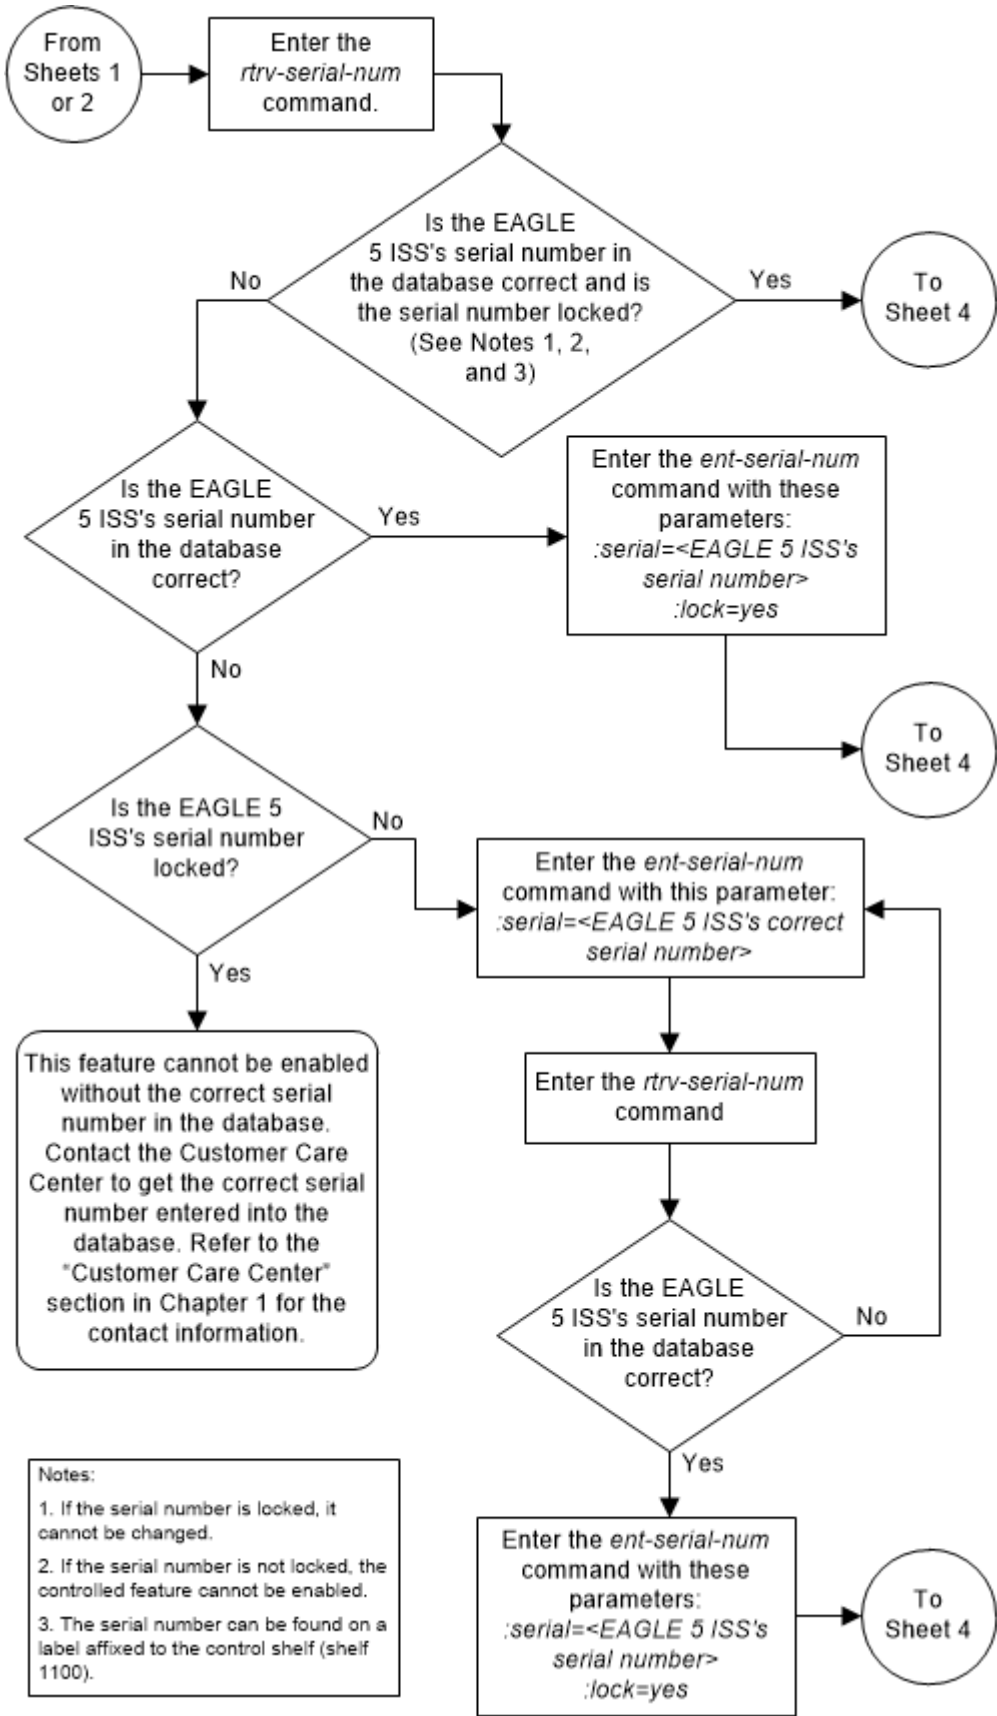 From
Sheets 1
or 2
Enter the
rtrv-serial-num
command.
Is the EAGLE
5 ISS's serial number in
the database correct and is
the serial number locked?
(See Notes 1, 2,
and 3)
No
Yes
To
Sheet 4
Is the EAGLE
5 ISS's serial number
in the database
correct?
Yes
Enter the ent-serial-num
command with these
parameters:
:serial=<EAGLE 5 ISS's
serial number>
:lock=yes
No
To
Sheet 4
Is the EAGLE 5
ISS's serial number
locked?
No
Enter the ent-serial-num
command with this parameter:
:serial=<EAGLE 5 ISS's correct
serial number>
Yes
This feature cannot be enabled
without the correct serial
number in the database.
Contact the Customer Care
Center to get the correct serial
number entered into the
database. Refer to the
"Customer Care Center"
section in Chapter 1 for the
contact information.
Enter the rtrv-serial-num
command
Is the EAGLE
5 ISS's serial number
in the database
correct?
No
Yes
Notes:
1. If the serial number is locked, it
cannot be changed.
2. If the serial number is not locked, the
controlled feature cannot be enabled.
3. The serial number can be found on a
label affixed to the control shelf (shelf
1100).
Enter the ent-serial-num
command with these
parameters:
:serial=<EAGLE 5 ISS's
serial number>
:lock=yes
To
Sheet 4